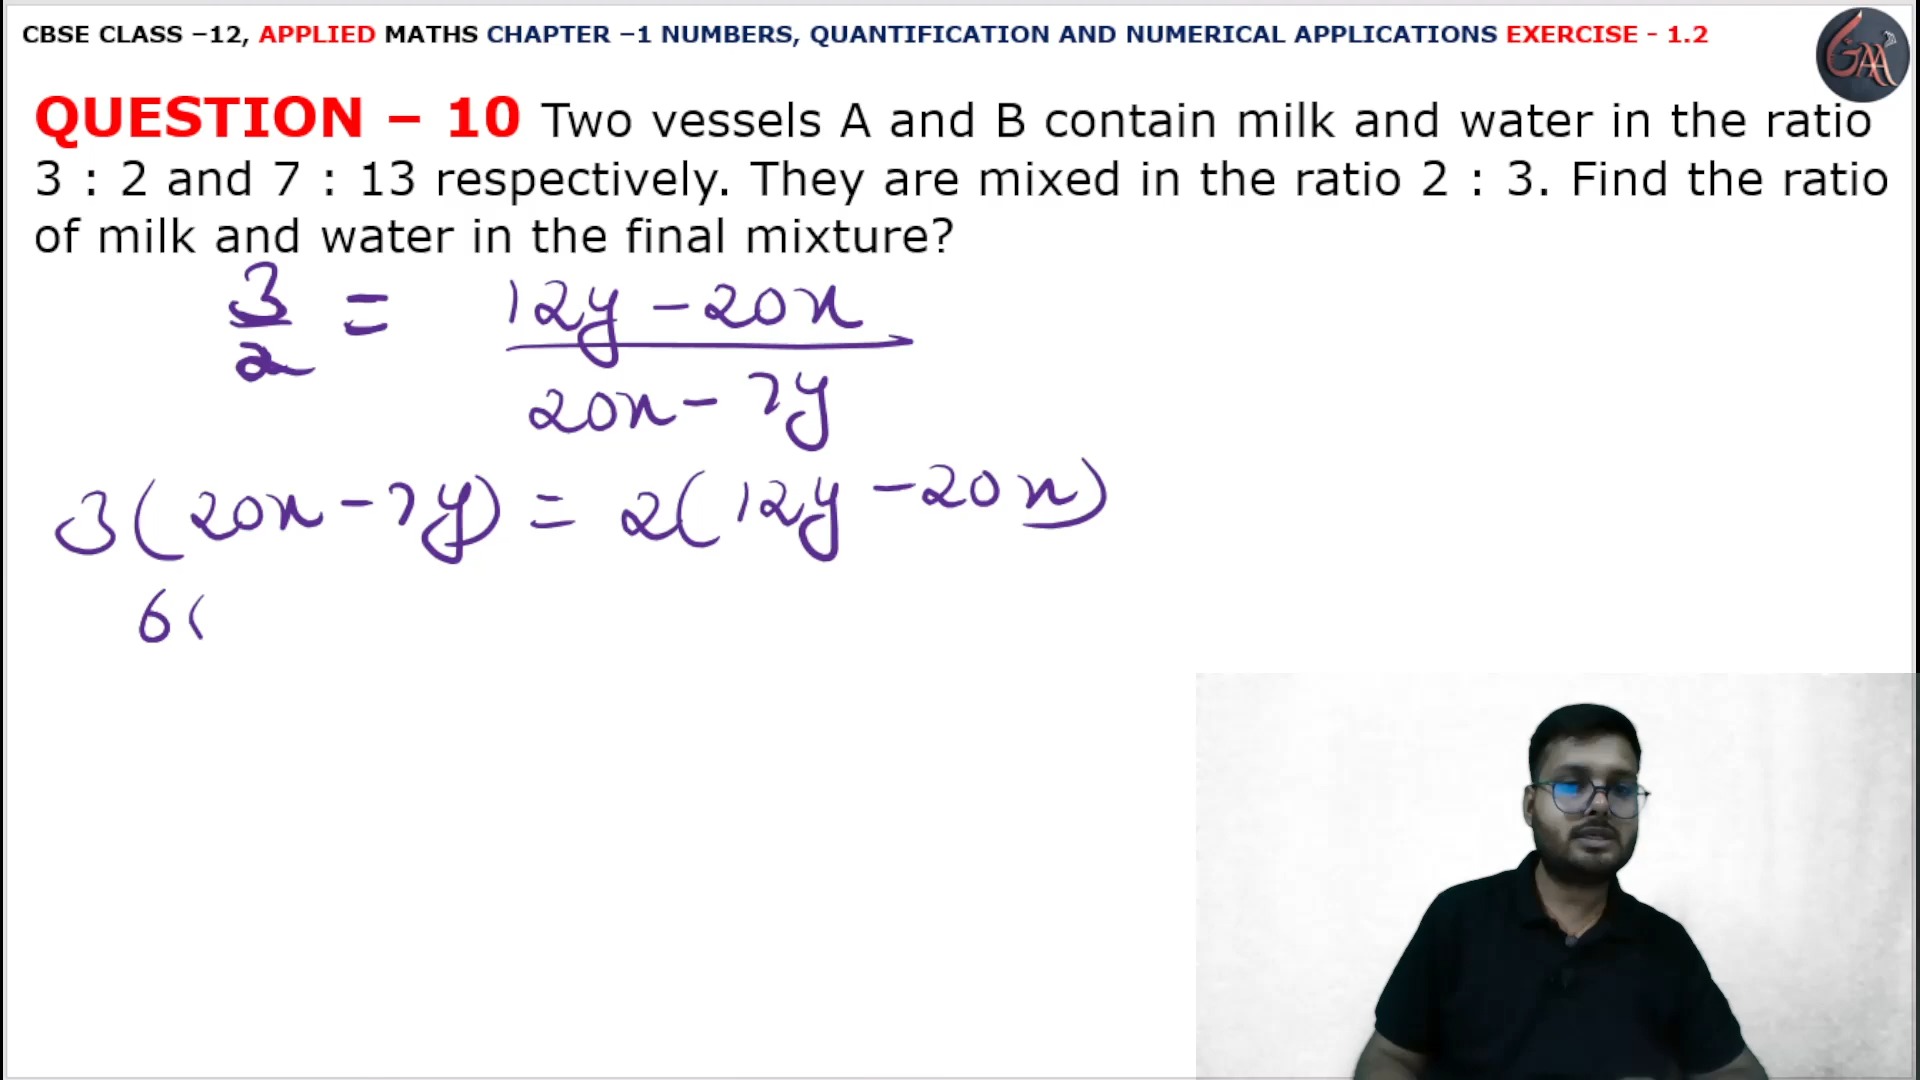 CBSE CLASS –12, APPLIED MATHS CHAPTER –1 NUMBERS, QUANTIFICATION AND NUMERICAL APPLICATIONS EXERCISE - 1.2
QUESTION – 10 Two vessels A and B contain milk and water in the ratio
3 : 2 and 7 : 13 respectively. They are mixed in the ratio 2 : 3. Find the ratio
of milk and water in the final mixture?
3/2 = (12y - 20x)/(20x - 7y)
3(20x - 7y) = 2(12y - 20x)
60